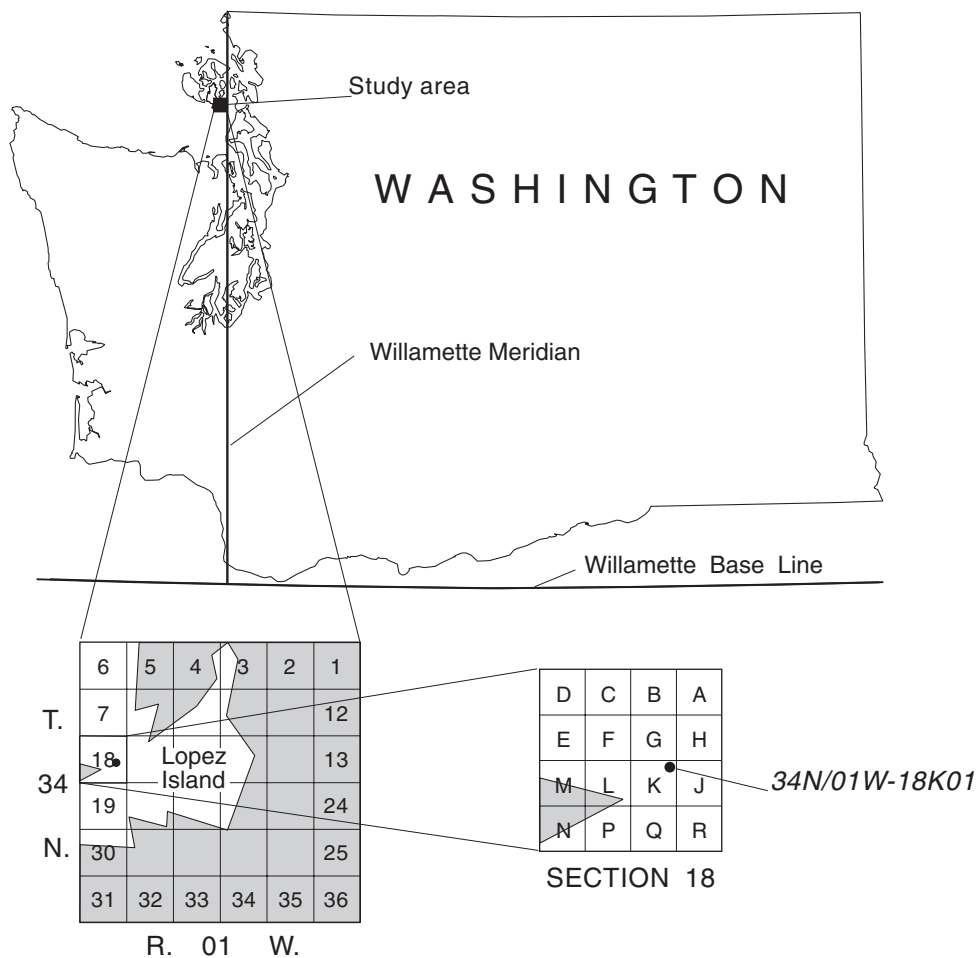 Study area
WASHINGTON
Willamette Meridian
Willamette Base Line
6 5 4 3 2 1
T. 7 12
18 Lopez Island 13
34
19 24
N. 30 25
31 32 33 34 35 36
R. 01 W.
D C B A
E F G H
M L K J
34N/01W-18K01
N P Q R
SECTION 18